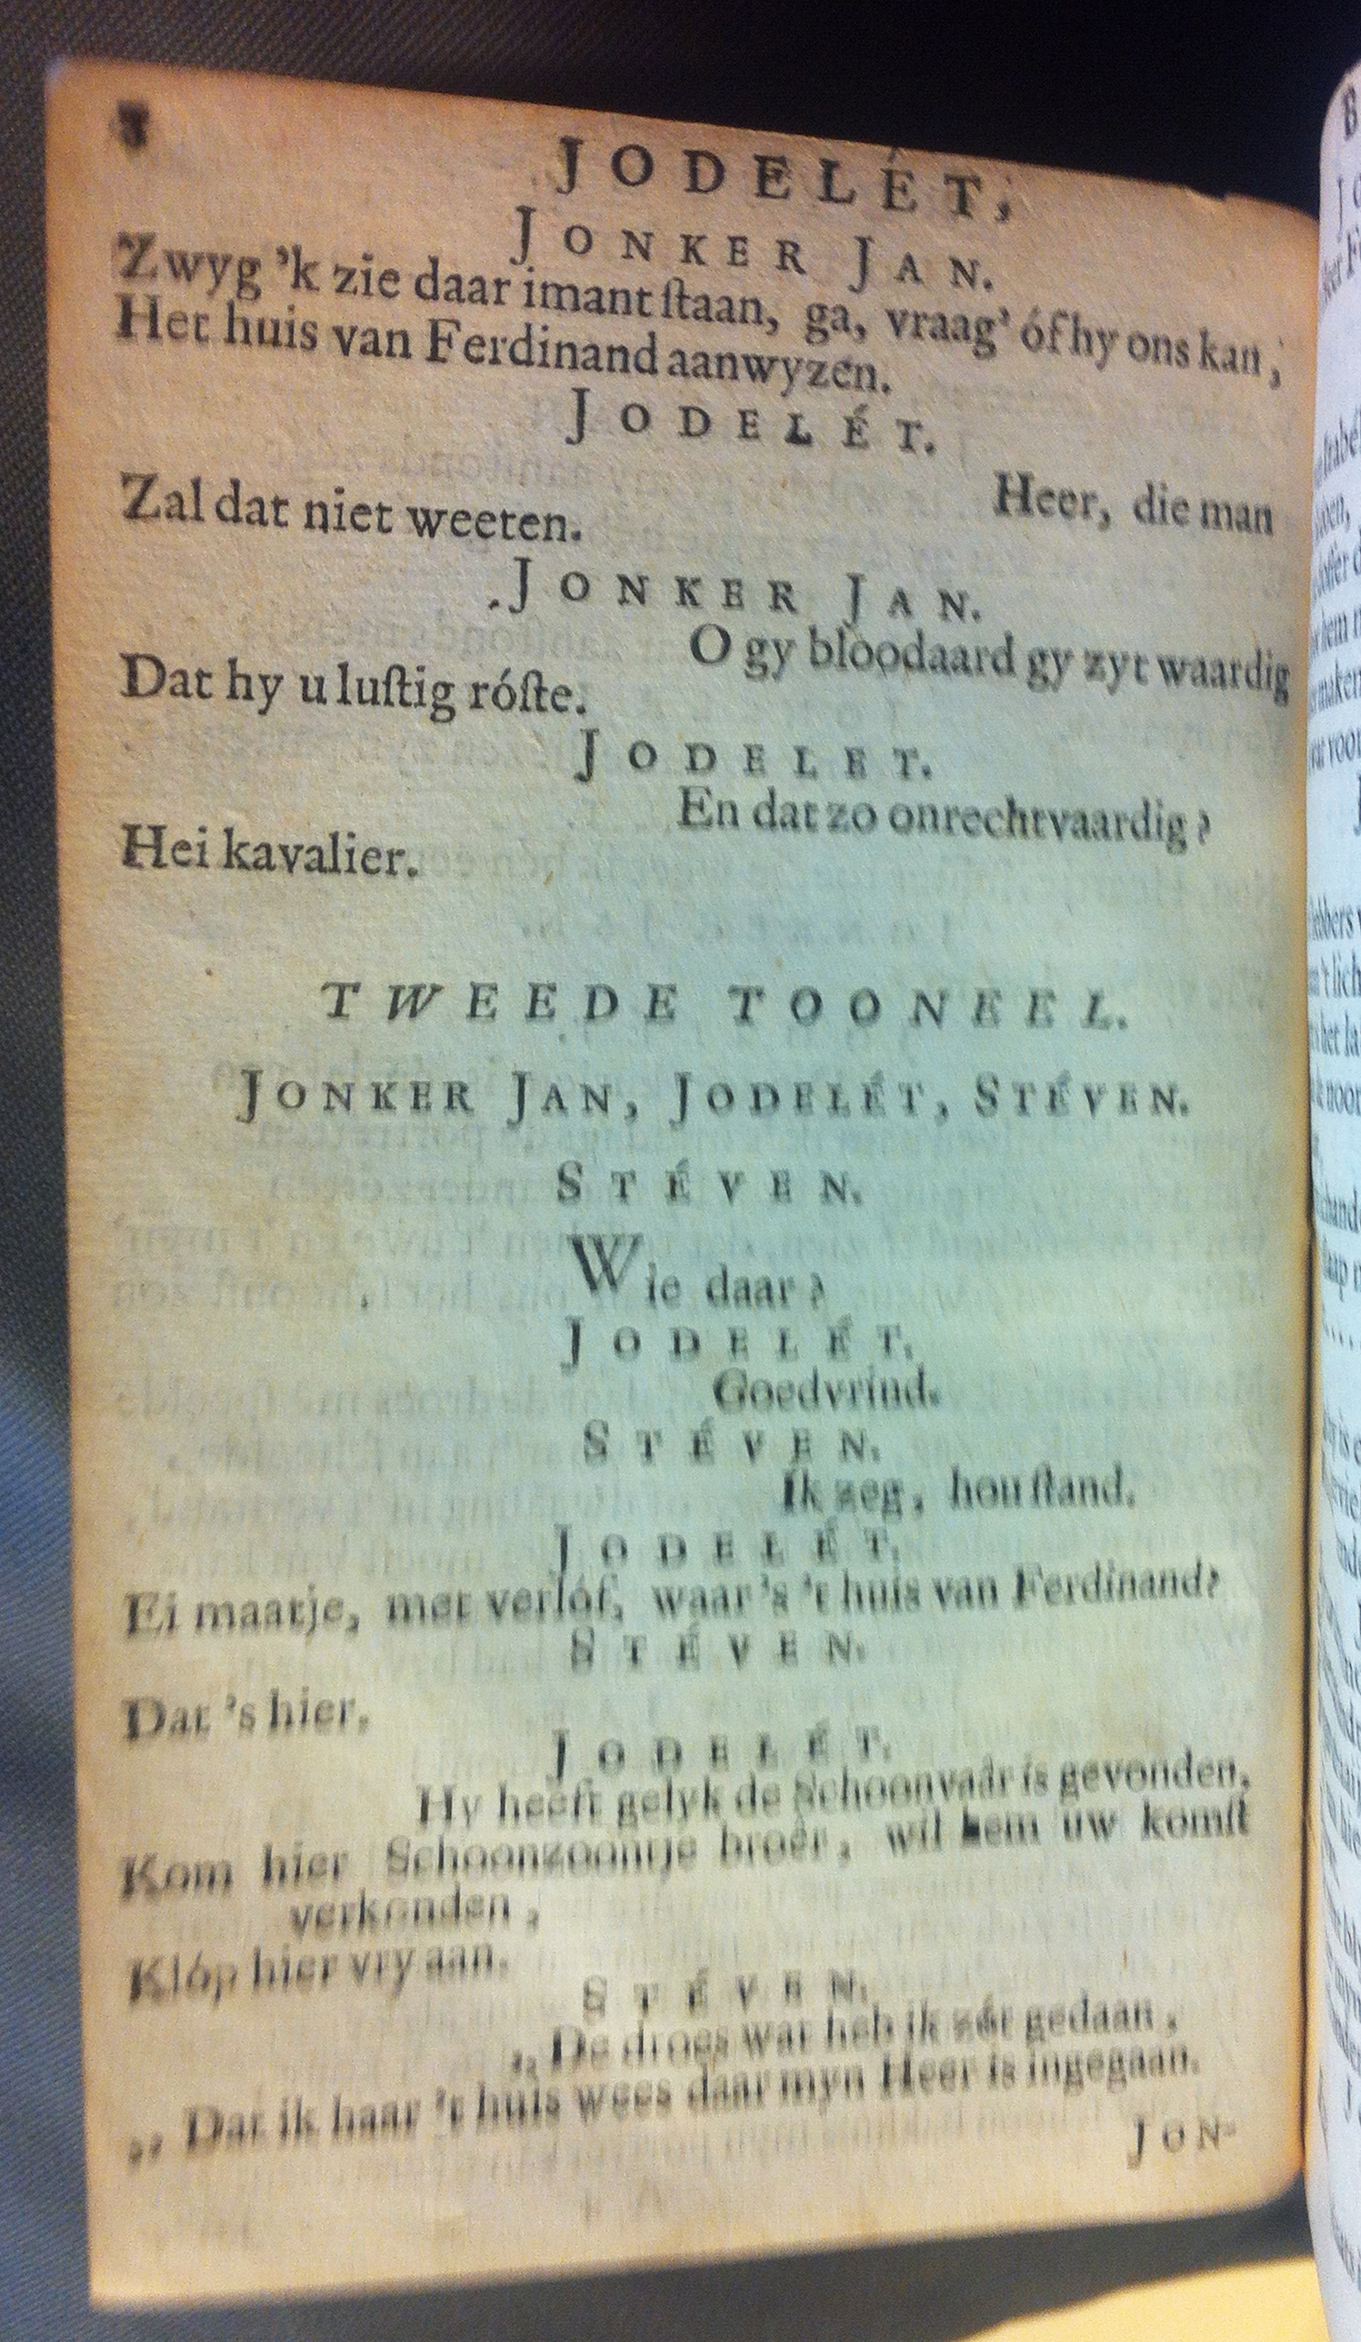 8
JODELÉT,
JONKER JAN.
Zwyg 'k zie daar imant ſtaan, ga, vraag' óf hy ons kan,
Het huis van Ferdinand aanwyzen.
JODELÉT.
Heer, die man
Zal dat niet weeten.
JONKER JAN.
O gy bloodaard gy zyt waardig
Dat hy u luſtig róſte.
JODELET.
En dat zo onrechtvaardig?
Hei kavalier.
TWEEDE TOONEEL.
JONKER JAN, JODELÉT, STÉVEN.
STÉVEN.
Wie daar?
JODELÉT.
Goedvrind.
STÉVEN.
Ik zeg, hou ſtand.
JODELÉT.
Ei maatje, met verlóf, waar 's 't huis van Ferdinand?
STÉVEN.
Dat 's hier.
JODELÉT.
Hy heeft gelyk de Schoonvaâr is gevonden,
Kom hier Schoonzoontje broêr, wil hem uw komſt
verkonden,
Klóp hier vry aan.
STÉVEN.
,, De droes wat heb ik zót gedaan,
,, Dat ik haar 't huis wees daar myn Heer is ingegaan.
JON-